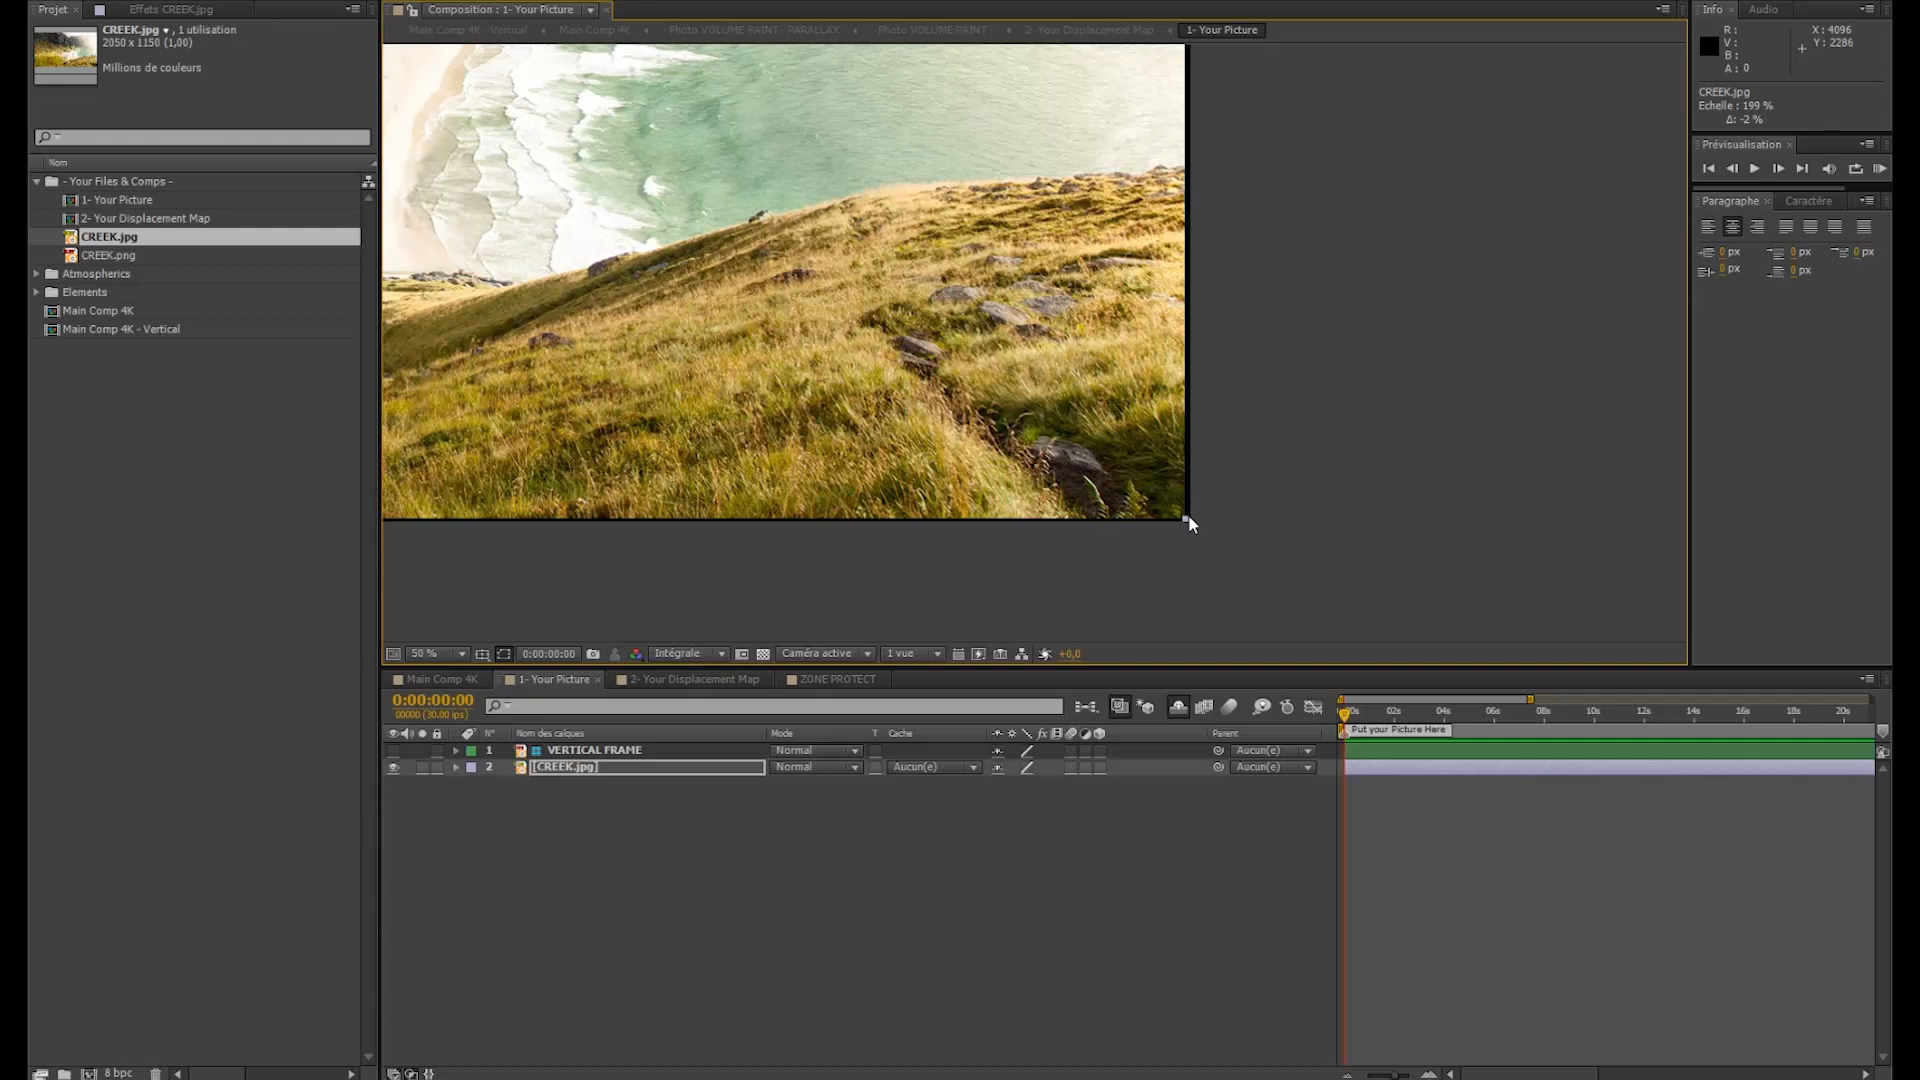 Projet
Effets CREEK.jpg
CREEK.jpg , 1 utilisation
2050 x 1150 (1,00)
Millions de couleurs
Nom
- Your Files & Comps -
1- Your Picture
2- Your Displacement Map
CREEK.jpg
CREEK.png
Atmospherics
Elements
Main Comp 4K
Main Comp 4K - Vertical
8 bpc
Composition : 1- Your Picture
Main Comp 4K - Vertical
Main Comp 4K
- Photo VOLUME PAINT - PARALLAX
- Photo VOLUME PAINT -
2- Your Displacement Map
1- Your Picture
50 %
0:00:00:00
Intégrale
Caméra active
1 vue
+0,0
Info
Audio
R :
V :
B :
A : 0
X : 4096
Y : 2286
CREEK.jpg
Echelle : 199 %
Δ: -2 %
Prévisualisation
Paragraphe
Caractère
0 px
0 px
0 px
0 px
0 px
Main Comp 4K
1- Your Picture
2- Your Displacement Map
ZONE PROTECT
0:00:00:00
00000 (30.00 ips)
N°
Nom des calques
Mode
T
Cache
Parent
1
VERTICAL FRAME
Normal
Aucun(e)
2
[CREEK.jpg]
Normal
Aucun(e)
Aucun(e)
02s
04s
06s
08s
10s
12s
14s
16s
18s
20s
Put your Picture Here